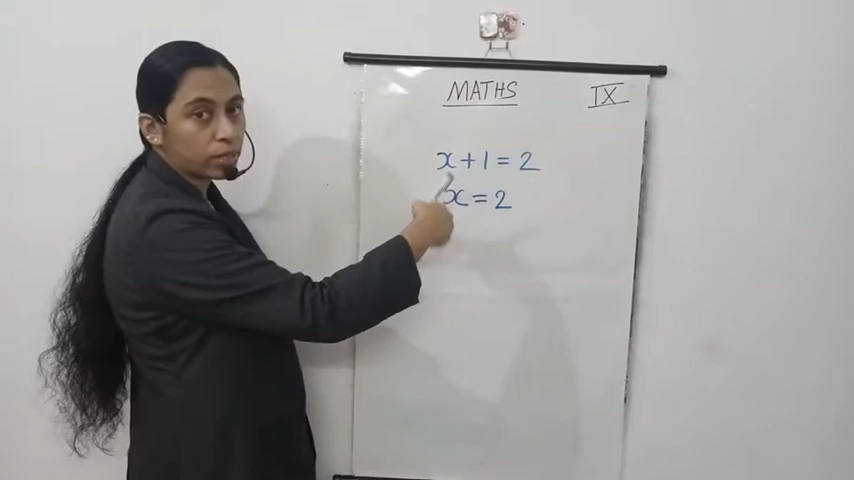 MATHS
IX
x + 1 = 2
x = 2